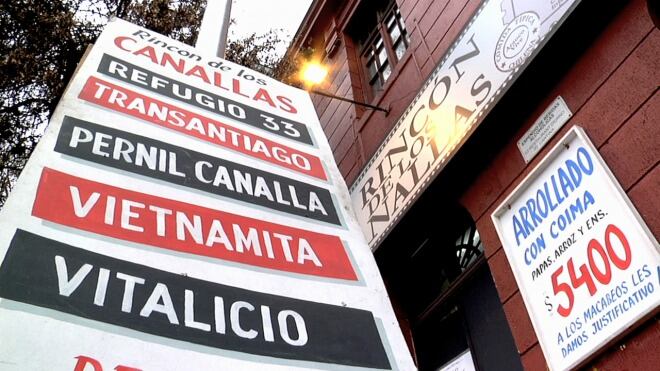 Rincon de los
CANALLAS
REFUGIO 33
TRANSANTIAGO
PERNIL CANALLA
VIETNAMITA
VITALICIO
RINCON
DE LOS
NALLAS
ARROLLADO
CON COIMA
PAPAS, ARROZ Y ENS.
$5400
A LOS MACABEOS LES
DAMOS JUSTIFICATIVO